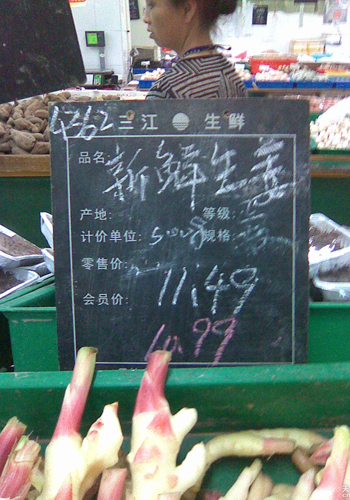 4262 三江 生鲜
品名: 新鲜生姜
产地: 等级:
计价单位: 500g 规格:
零售价: 11.49
会员价: 10.99